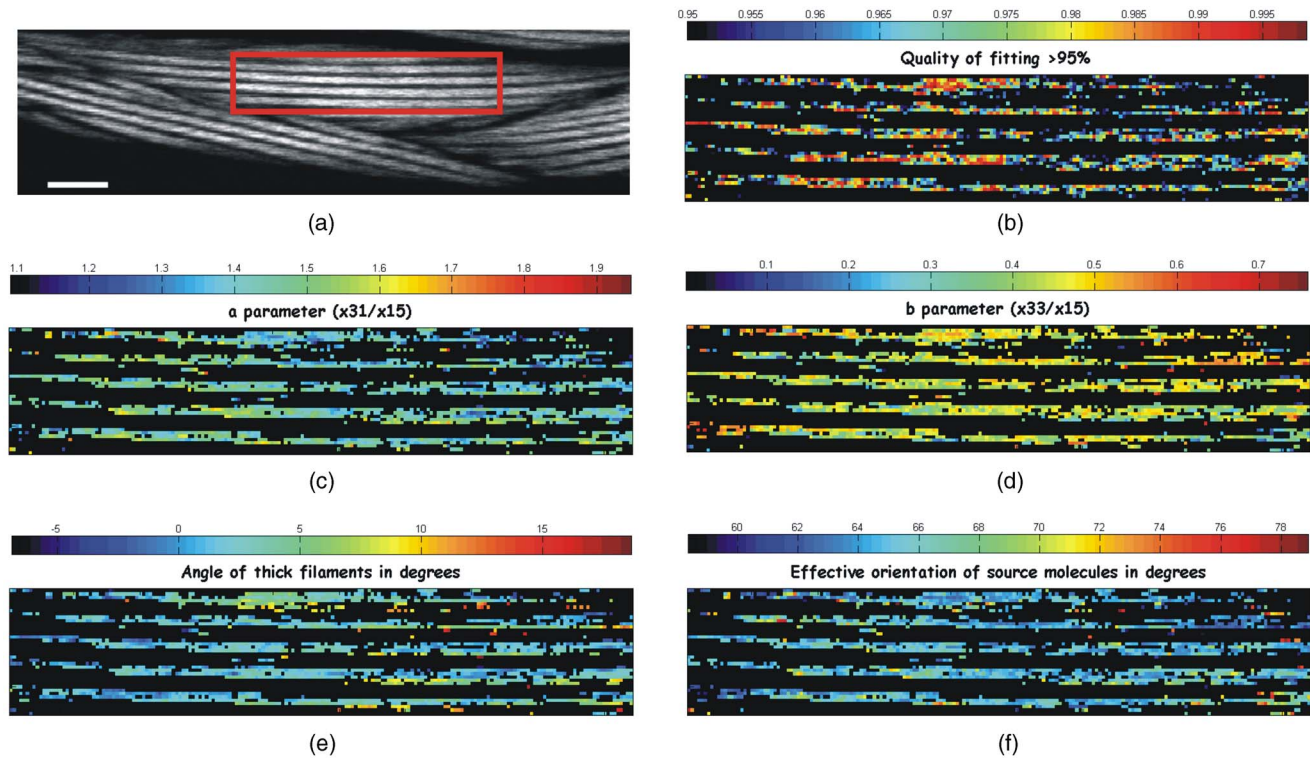 0.95 0.955 0.96 0.965 0.97 0.975 0.98 0.985 0.99 0.995
Quality of fitting >95%
(a)
(b)
1.1 1.2 1.3 1.4 1.5 1.6 1.7 1.8 1.9
a parameter (x31/x15)
(c)
0.1 0.2 0.3 0.4 0.5 0.6 0.7
b parameter (x33/x15)
(d)
-5 0 5 10 15
Angle of thick filaments in degrees
(e)
60 62 64 66 68 70 72 74 76 78
Effective orientation of source molecules in degrees
(f)